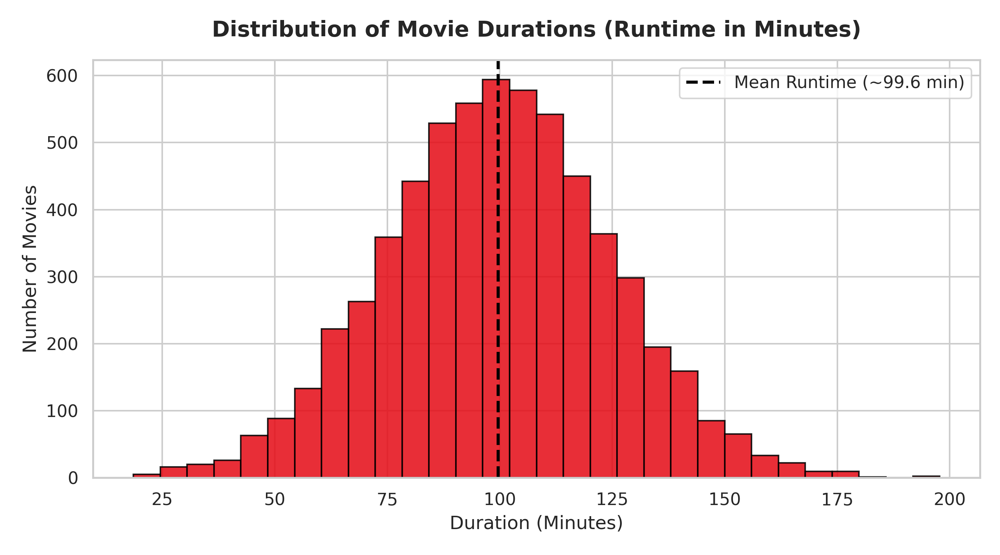 Distribution of Movie Durations (Runtime in Minutes)
Mean Runtime (~99.6 min)
600
500
400
300
200
100
0
Number of Movies
25 50 75 100 125 150 175 200
Duration (Minutes)